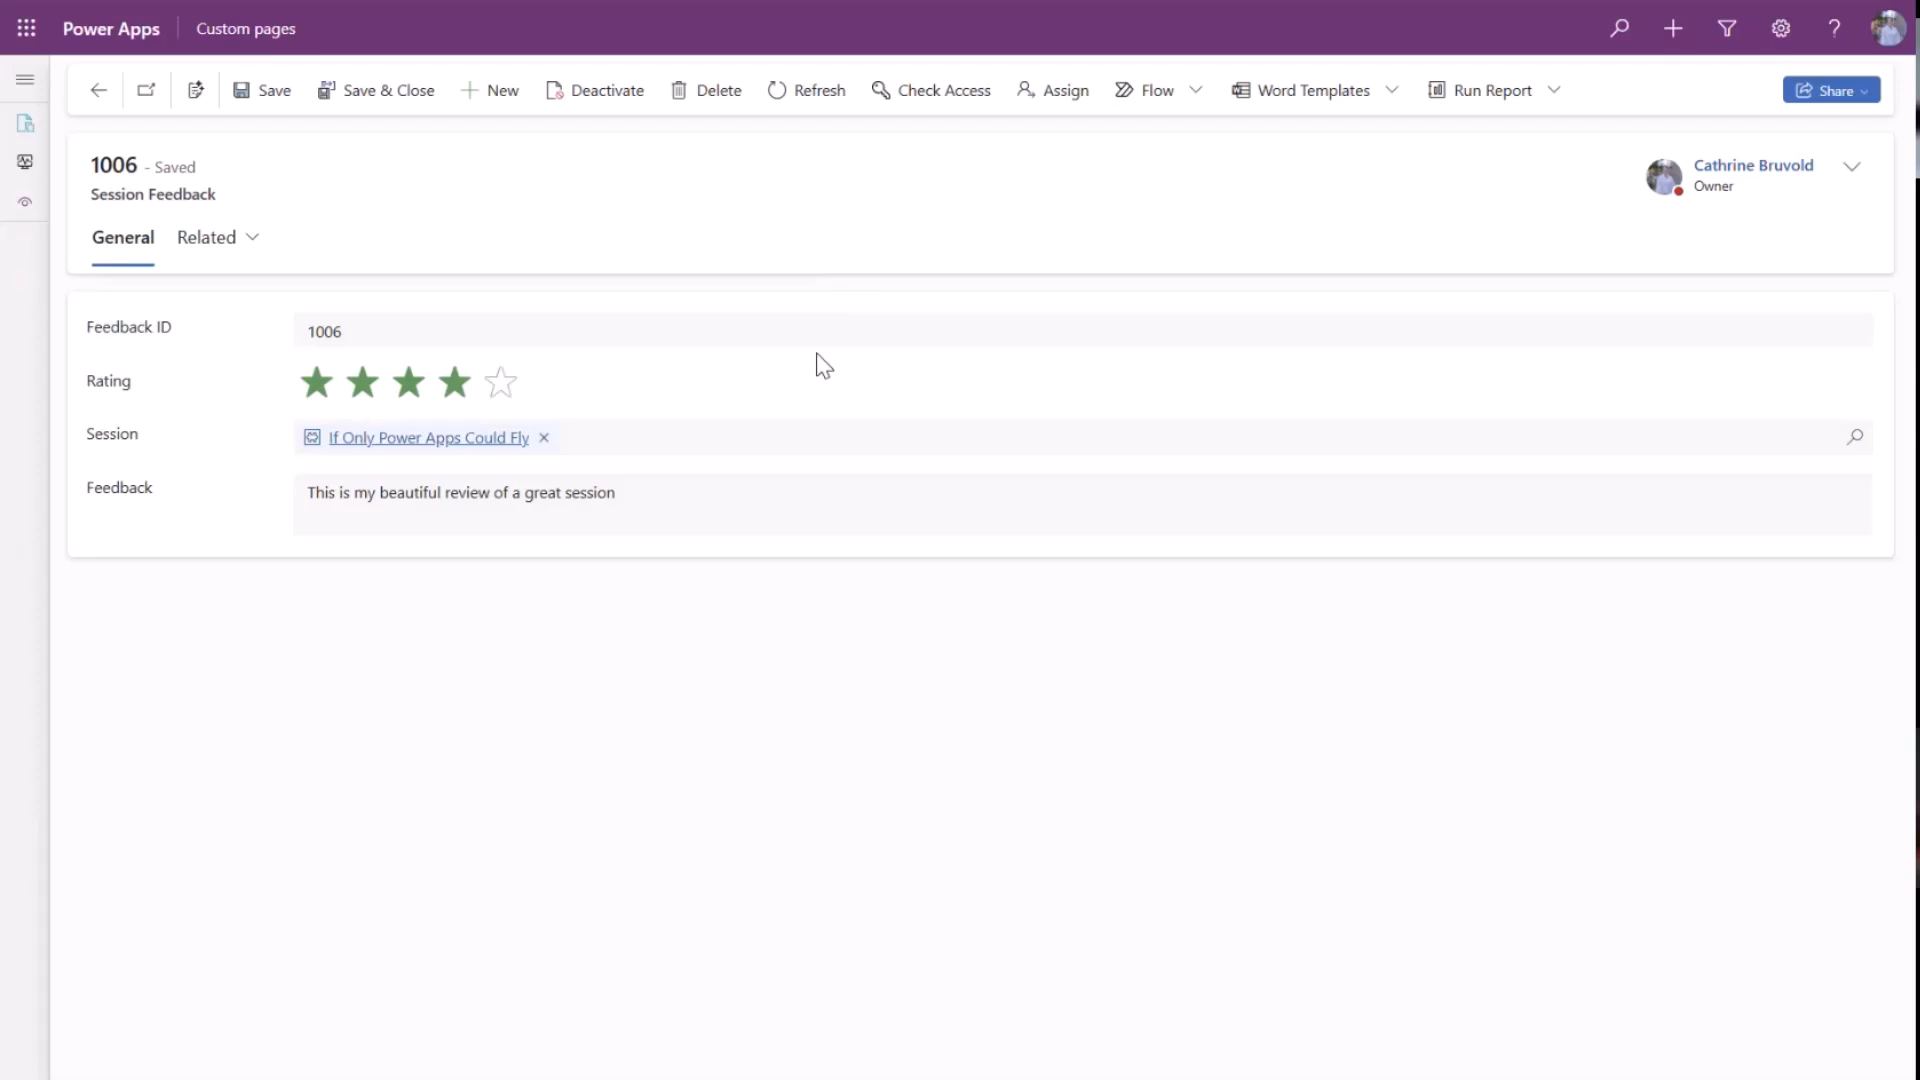 Power Apps Custom pages
Save Save & Close New Deactivate Delete Refresh Check Access Assign Flow Word Templates Run Report Share
1006 - Saved
Session Feedback
Cathrine Bruvold
Owner
General Related
Feedback ID 1006
Rating
Session If Only Power Apps Could Fly
Feedback This is my beautiful review of a great session